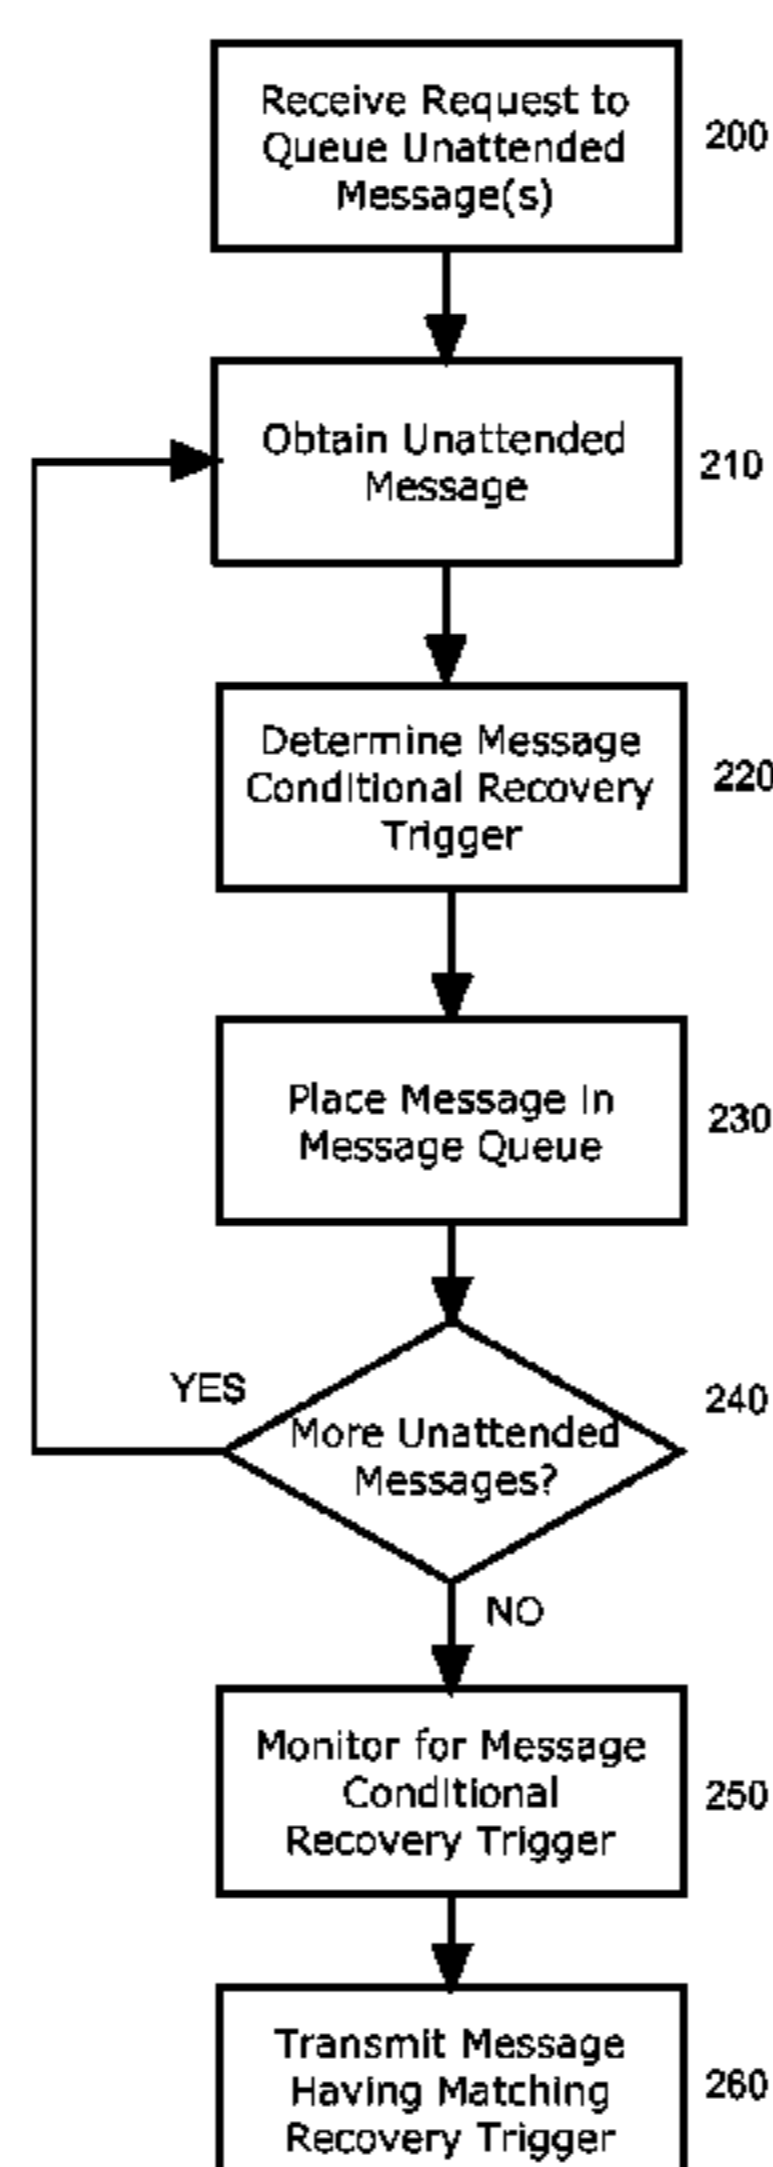 Receive Request to
Queue Unattended
Message(s)
200
Obtain Unattended
Message
210
Determine Message
Conditional Recovery
Trigger
220
Place Message In
Message Queue
230
More Unattended
Messages?
240
YES
NO
Monitor for Message
Conditional
Recovery Trigger
250
Transmit Message
Having Matching
Recovery Trigger
260